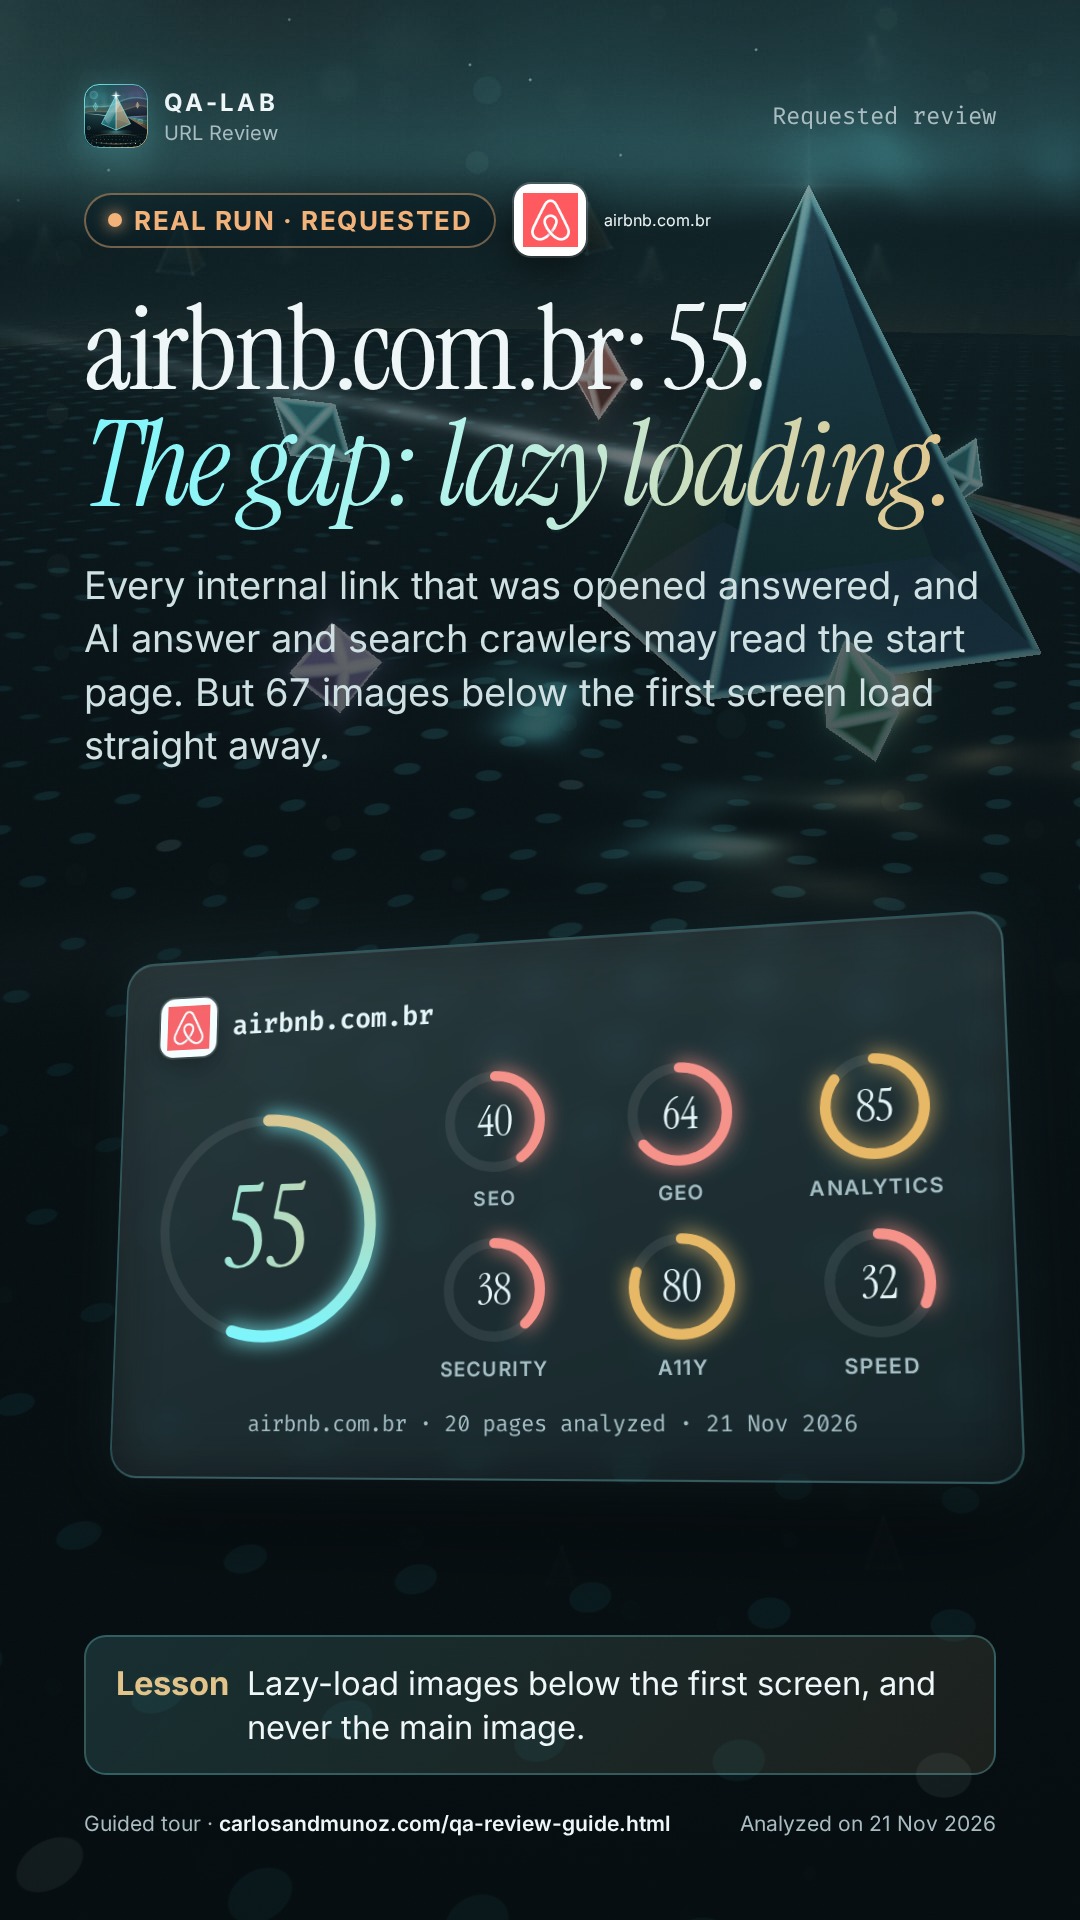 QA-LAB
URL Review
Requested review
REAL RUN · REQUESTED
airbnb.com.br
airbnb.com.br: 55.
The gap: lazy loading.
Every internal link that was opened answered, and
AI answer and search crawlers may read the start
page. But 67 images below the first screen load
straight away.
airbnb.com.br
55
40
SEO
64
GEO
85
ANALYTICS
38
SECURITY
80
A11Y
32
SPEED
airbnb.com.br · 20 pages analyzed · 21 Nov 2026
Lesson Lazy-load images below the first screen, and
never the main image.
Guided tour · carlosandmunoz.com/qa-review-guide.html
Analyzed on 21 Nov 2026